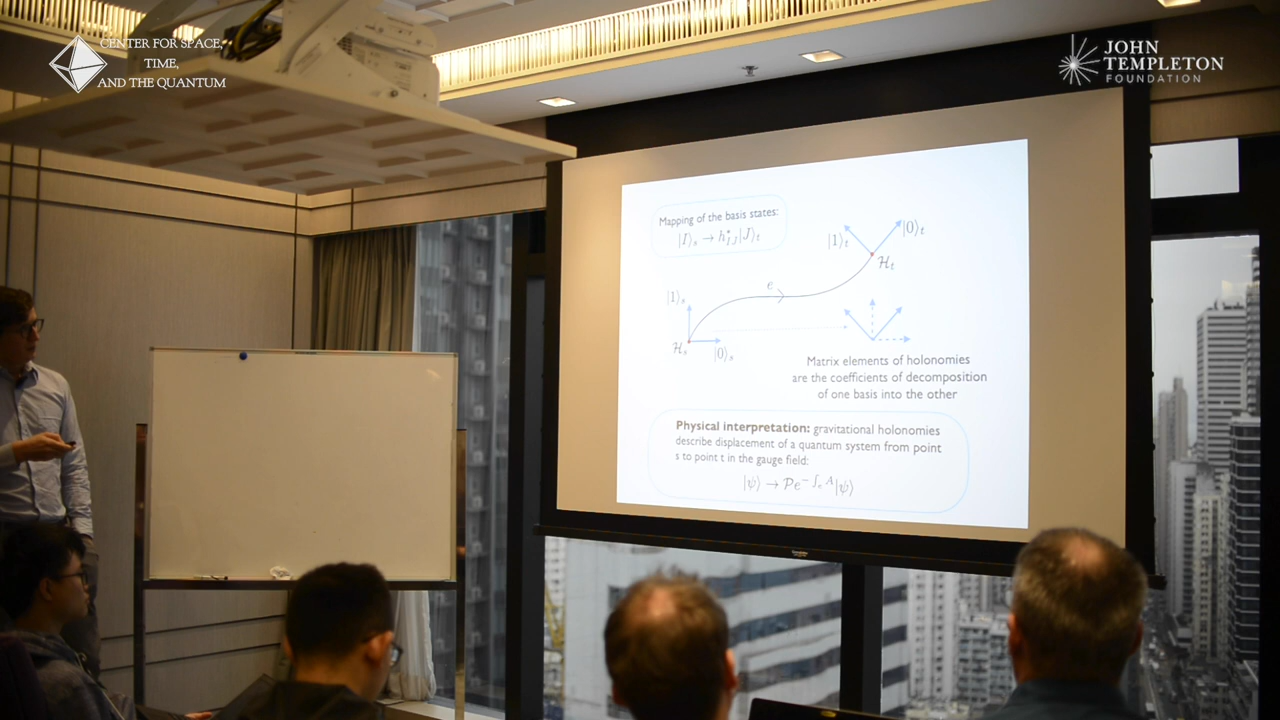 CENTER FOR SPACE,
TIME,
AND THE QUANTUM
JOHN
TEMPLETON
FOUNDATION
Mapping of the basis states:
|I⟩ₛ → h*_{IJ}|J⟩ₜ
|1⟩ₜ
|0⟩ₜ
ℋₜ
e
|1⟩ₛ
ℋₛ
|0⟩ₛ
Matrix elements of holonomies
are the coefficients of decomposition
of one basis into the other
Physical interpretation: gravitational holonomies
describe displacement of a quantum system from point
s to point t in the gauge field:
|ψ⟩ → 𝒫e^{−∫ₑ A}|ψ⟩